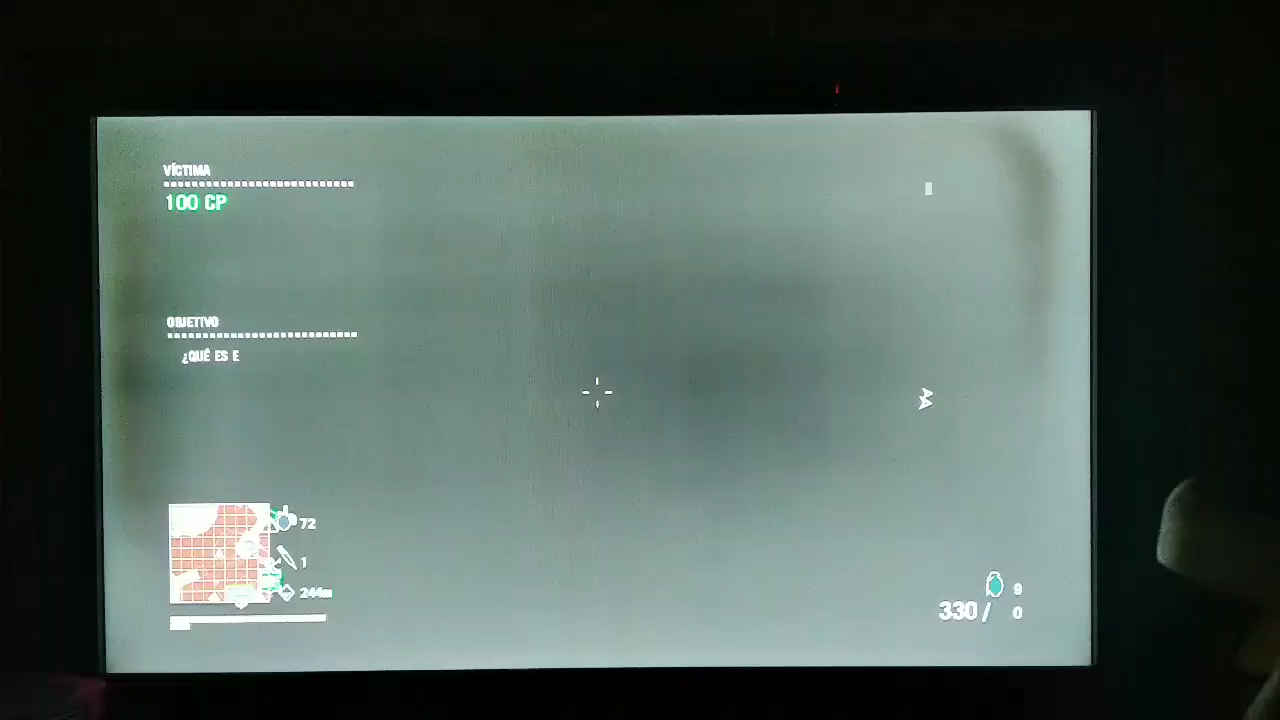 VÍCTIMA
100 CP
OBJETIVO
¿QUÉ ES E
72
1
244m
9
330 / 0